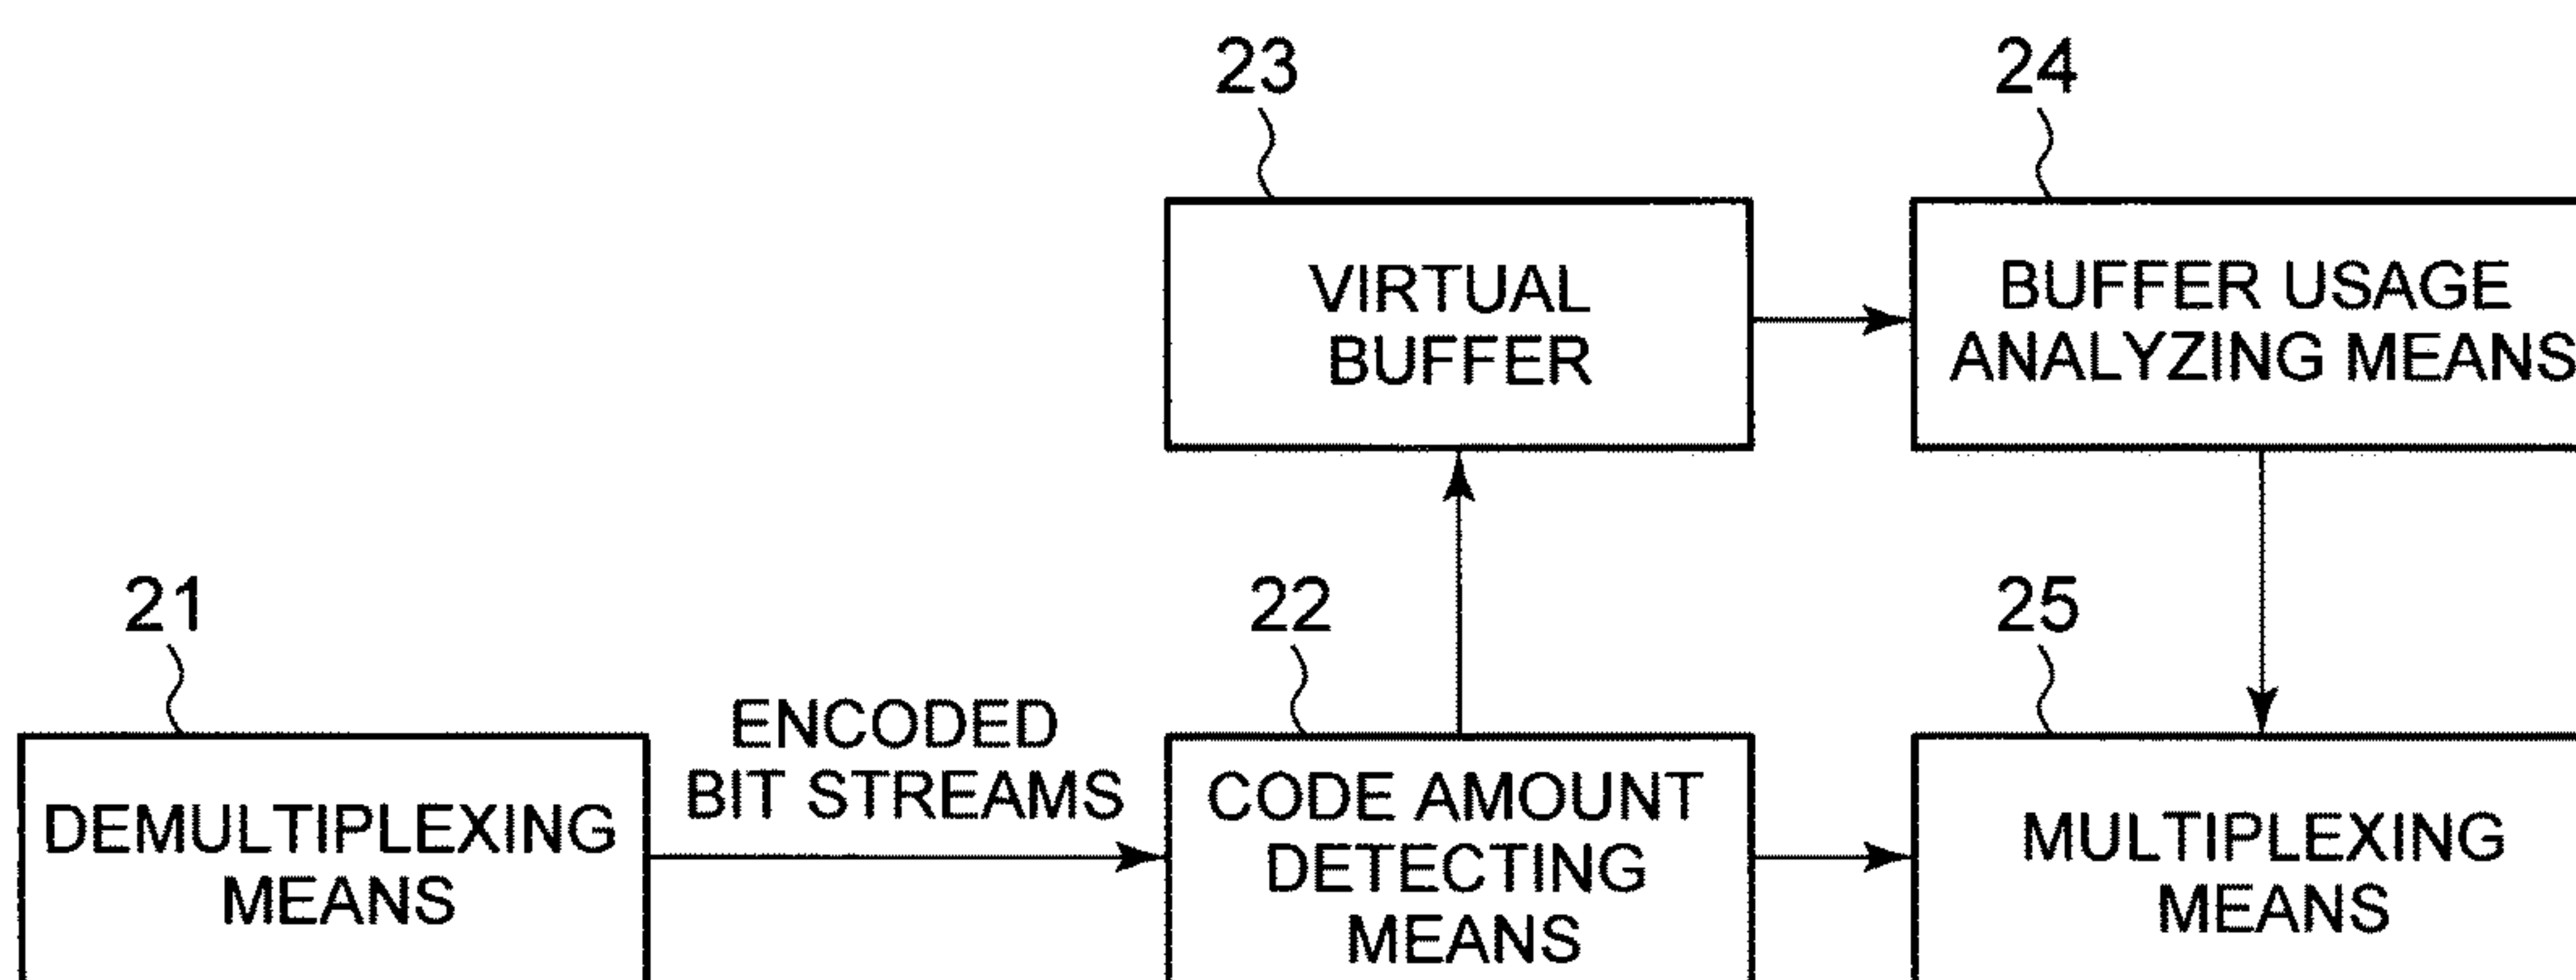 23
24
VIRTUAL
BUFFER
BUFFER USAGE
ANALYZING MEANS
21
22
25
ENCODED
BIT STREAMS
DEMULTIPLEXING
MEANS
CODE AMOUNT
DETECTING
MEANS
MULTIPLEXING
MEANS